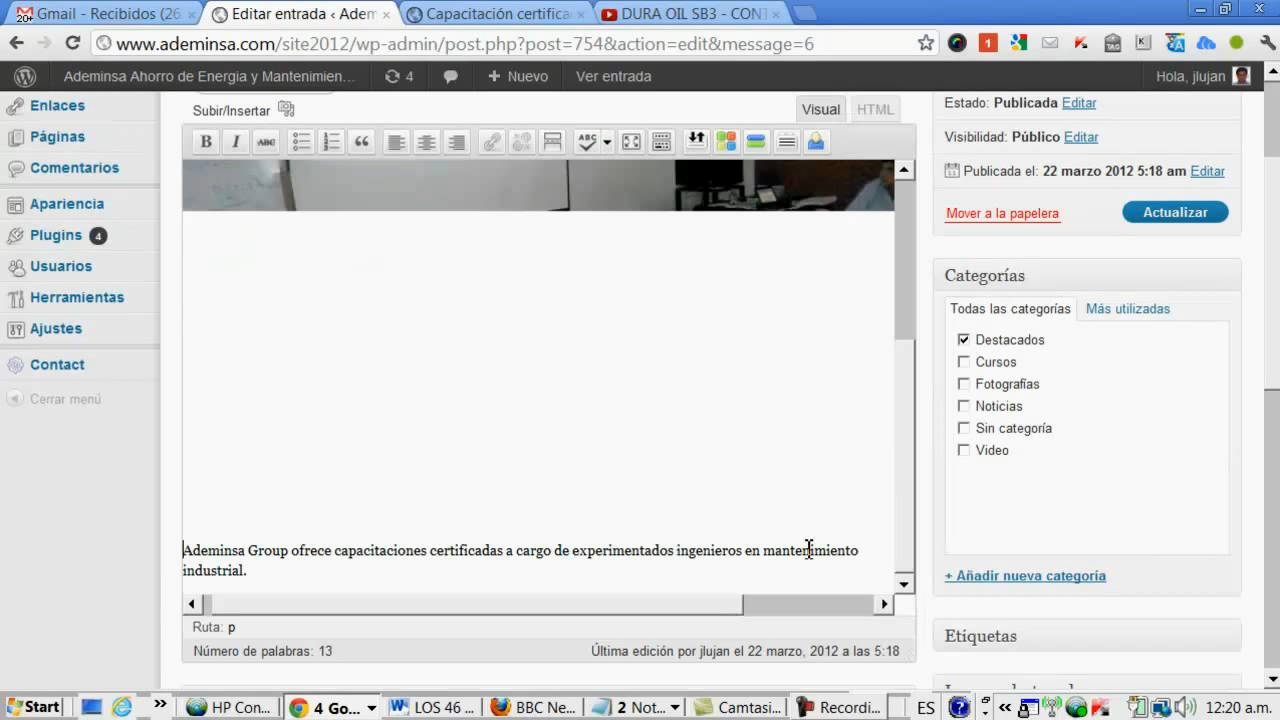 Gmail - Recibidos (26
Editar entrada ‹ Adem
Capacitación certifica
DURA OIL SB3 - CONT
www.ademinsa.com/site2012/wp-admin/post.php?post=754&action=edit&message=6
Ademinsa Ahorro de Energia y Mantenimien...
4
Nuevo
Ver entrada
Hola, jlujan
Enlaces
Páginas
Comentarios
Apariencia
Plugins 4
Usuarios
Herramientas
Ajustes
Contact
Cerrar menú
Subir/Insertar
Visual
HTML
Ademinsa Group ofrece capacitaciones certificadas a cargo de experimentados ingenieros en mantenimiento
industrial.
Ruta: p
Número de palabras: 13
Última edición por jlujan el 22 marzo, 2012 a las 5:18
Estado: Publicada Editar
Visibilidad: Público Editar
Publicada el: 22 marzo 2012 5:18 am Editar
Mover a la papelera
Actualizar
Categorías
Todas las categorías
Más utilizadas
Destacados
Cursos
Fotografías
Noticias
Sin categoría
Video
+ Añadir nueva categoría
Etiquetas
Start
HP Con...
4 Go...
LOS 46 ...
BBC Ne...
2 Not...
Camtasi...
Recordi...
ES
12:20 a.m.